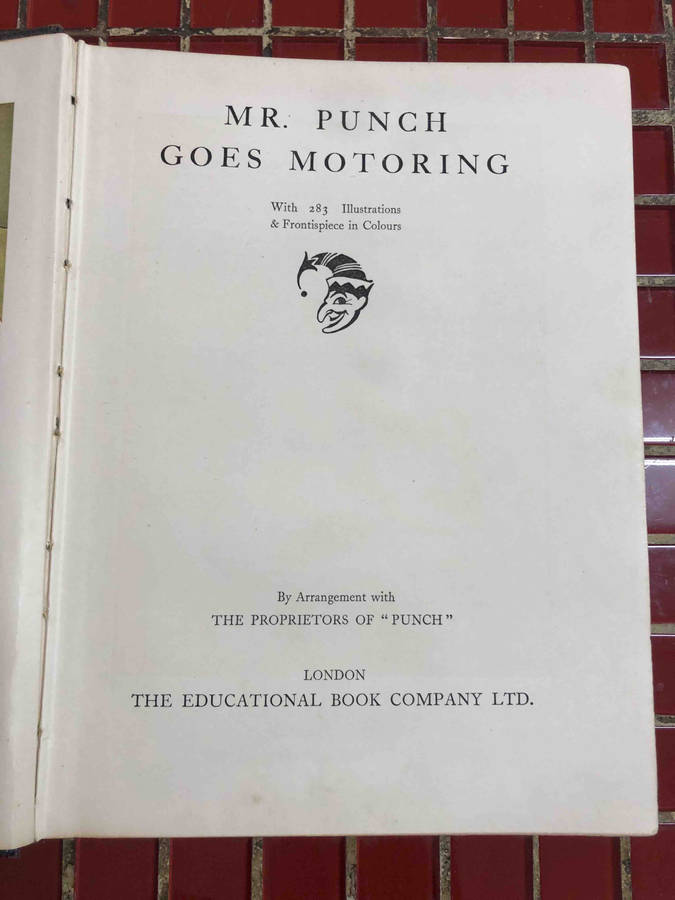 MR. PUNCH
GOES MOTORING
With 283 Illustrations
& Frontispiece in Colours
By Arrangement with
THE PROPRIETORS OF "PUNCH"
LONDON
THE EDUCATIONAL BOOK COMPANY LTD.